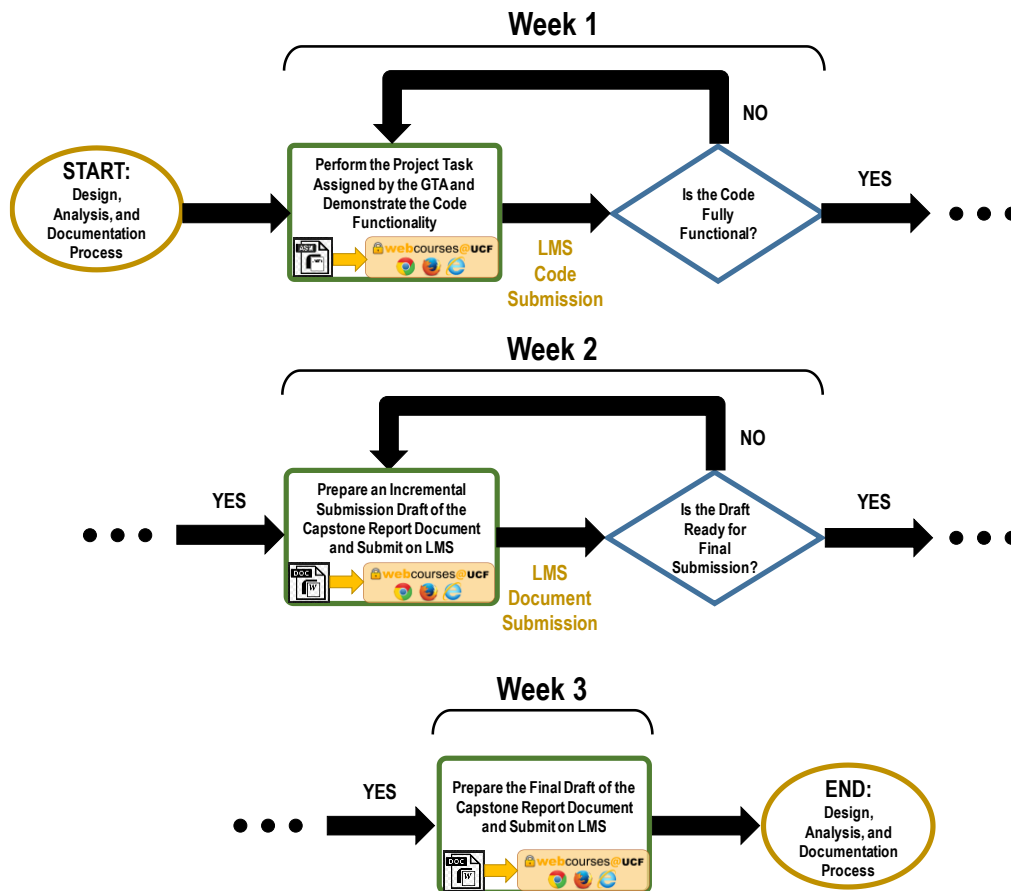 Week 1
NO
START:
Design,
Analysis, and
Documentation
Process
Perform the Project Task
Assigned by the GTA and
Demonstrate the Code
Functionality
ASM
webcourses@UCF
LMS
Code
Submission
Is the Code
Fully
Functional?
YES
Week 2
NO
YES
Prepare an Incremental
Submission Draft of the
Capstone Report Document
and Submit on LMS
DOC
W
webcourses@UCF
LMS
Document
Submission
Is the Draft
Ready for
Final
Submission?
YES
Week 3
YES
Prepare the Final Draft of the
Capstone Report Document
and Submit on LMS
DOC
W
webcourses@UCF
END:
Design,
Analysis, and
Documentation
Process